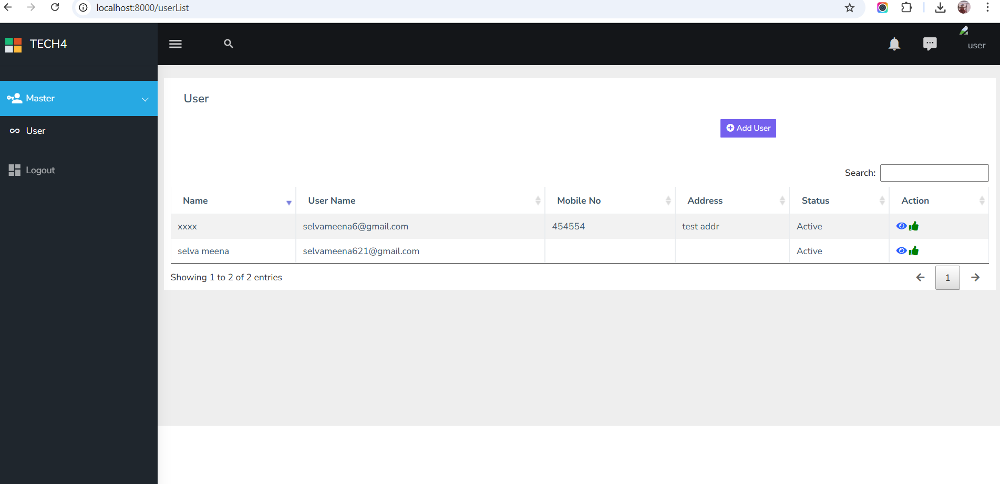 localhost:8000/userList
TECH4
user
Master
User
Logout
User
Add User
Search:
Name User Name Mobile No Address Status Action
xxxx selvameena6@gmail.com 454554 test addr Active
selva meena selvameena621@gmail.com Active
Showing 1 to 2 of 2 entries
1